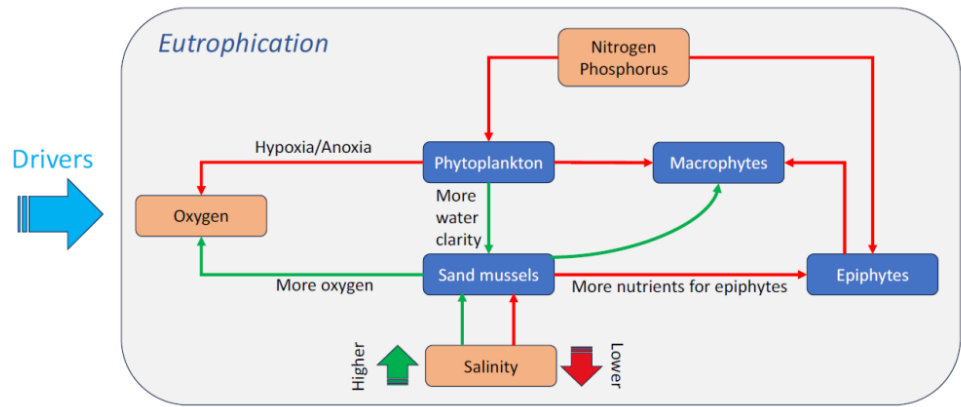 Eutrophication
Nitrogen
Phosphorus
Drivers
Hypoxia/Anoxia
Phytoplankton
Macrophytes
More
water
clarity
Oxygen
Sand mussels
Epiphytes
More oxygen
More nutrients for epiphytes
Higher
Salinity
Lower